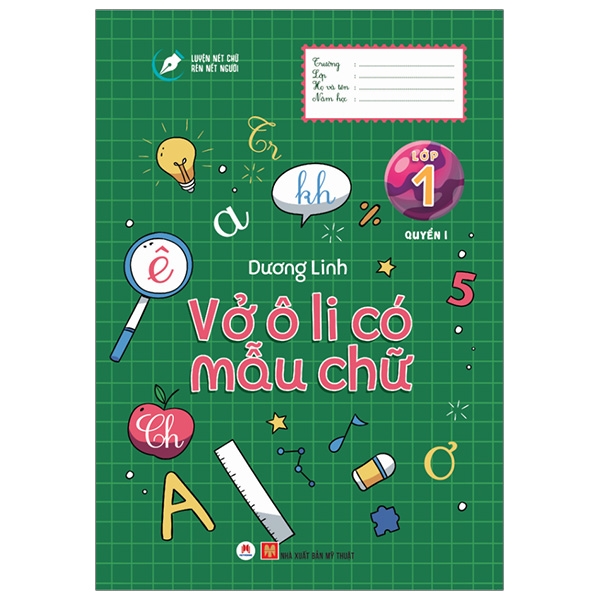 LUYỆN NÉT CHỮ
RÈN NẾT NGƯỜI
Trường :
Lớp :
Họ và tên :
Năm học :
Tr
LỚP
1
kh
%
a
QUYỂN 1
ê
Dương Linh
5
Vở ô li có
mẫu chữ
Ch
Ơ
A
NHÀ XUẤT BẢN MỸ THUẬT